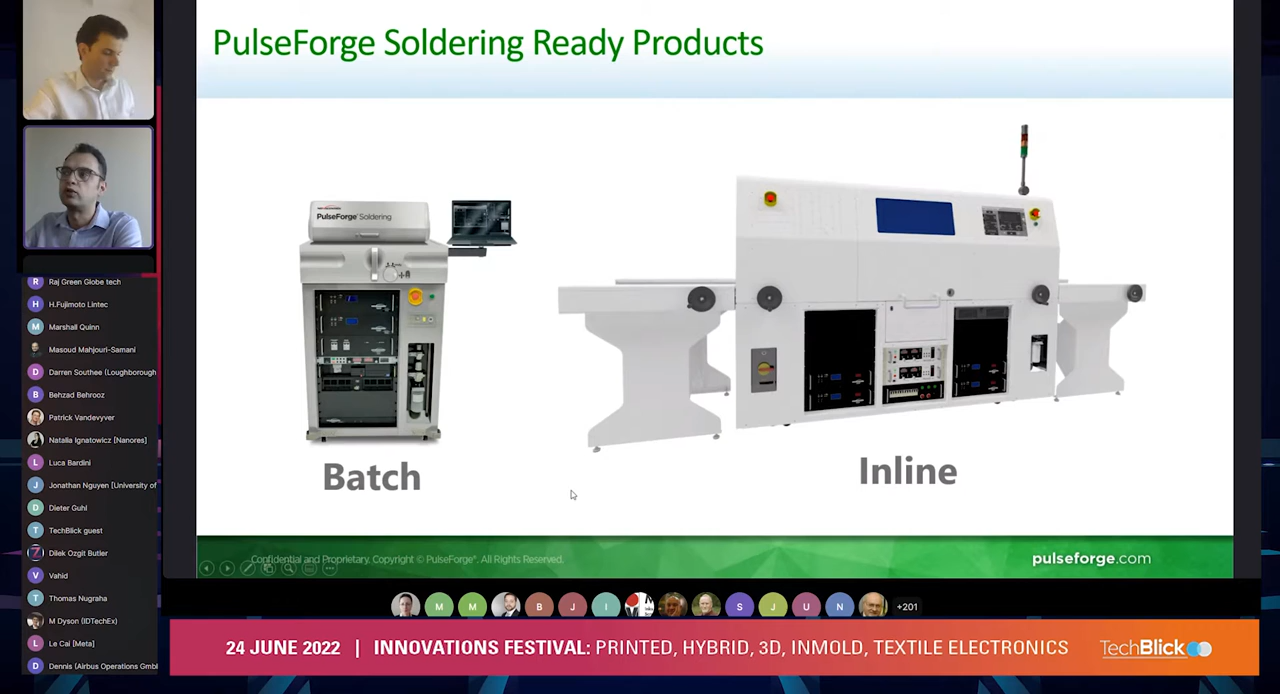 PulseForge Soldering Ready Products
PulseForge Soldering
Batch
Inline
Confidential and Proprietary. Copyright © PulseForge®. All Rights Reserved.
pulseforge.com
R Raj Green Globe tech
H H.Fujimoto Lintec
M Marshall Quinn
Masoud Mahjouri-Samani
D Darren Southee (Loughborough
B Behzad Behrooz
Patrick Vandevyver
Natalia Ignatowicz [Nanores]
L Luca Bardini
J Jonathan Nguyen [University of
D Dieter Guhl
T TechBlick guest
Dilek Ozgit Butler
V Vahid
T Thomas Nugraha
M Dyson (IDTechEx)
L Le Cai [Meta]
D Dennis (Airbus Operations GmbH
M M B J I S J U N +201
24 JUNE 2022 | INNOVATIONS FESTIVAL: PRINTED, HYBRID, 3D, INMOLD, TEXTILE ELECTRONICS
TechBlick